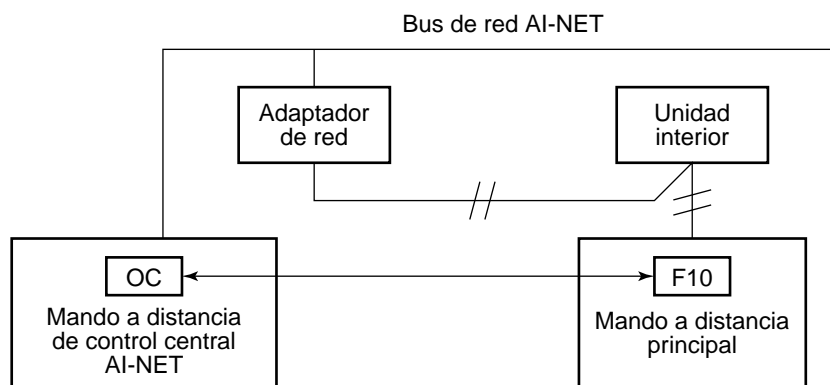 Bus de red AI-NET
Adaptador
de red
Unidad
interior
OC
F10
Mando a distancia
de control central
AI-NET
Mando a distancia
principal